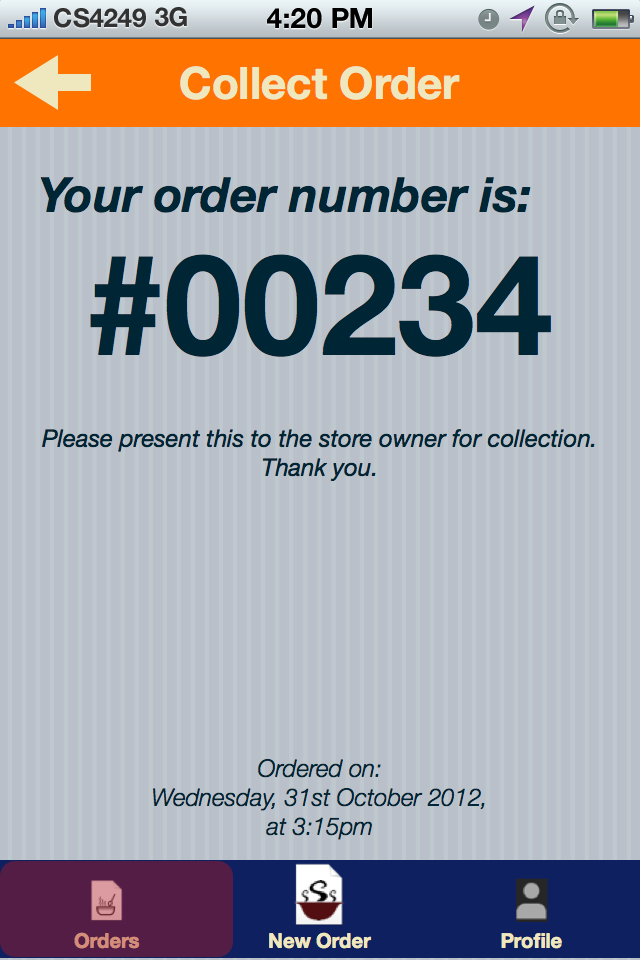 CS4249 3G 4:20 PM
Collect Order
Your order number is:
#00234
Please present this to the store owner for collection.
Thank you.
Ordered on:
Wednesday, 31st October 2012,
at 3:15pm
Orders New Order Profile